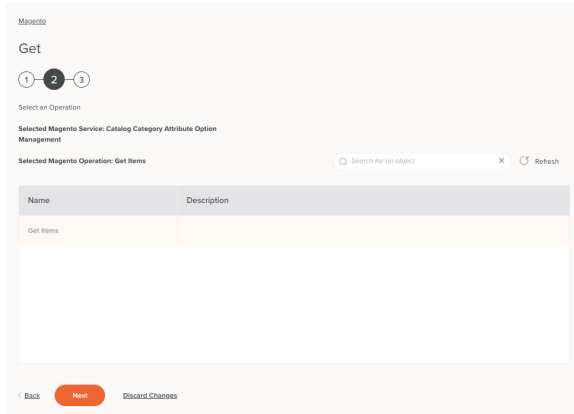 Magento
Get
1 2 3
Select an Operation
Selected Magento Service: Catalog Category Attribute Option
Management
Selected Magento Operation: Get Items
Search for an object
Refresh
Name Description
Get Items
Back Next Discard Changes